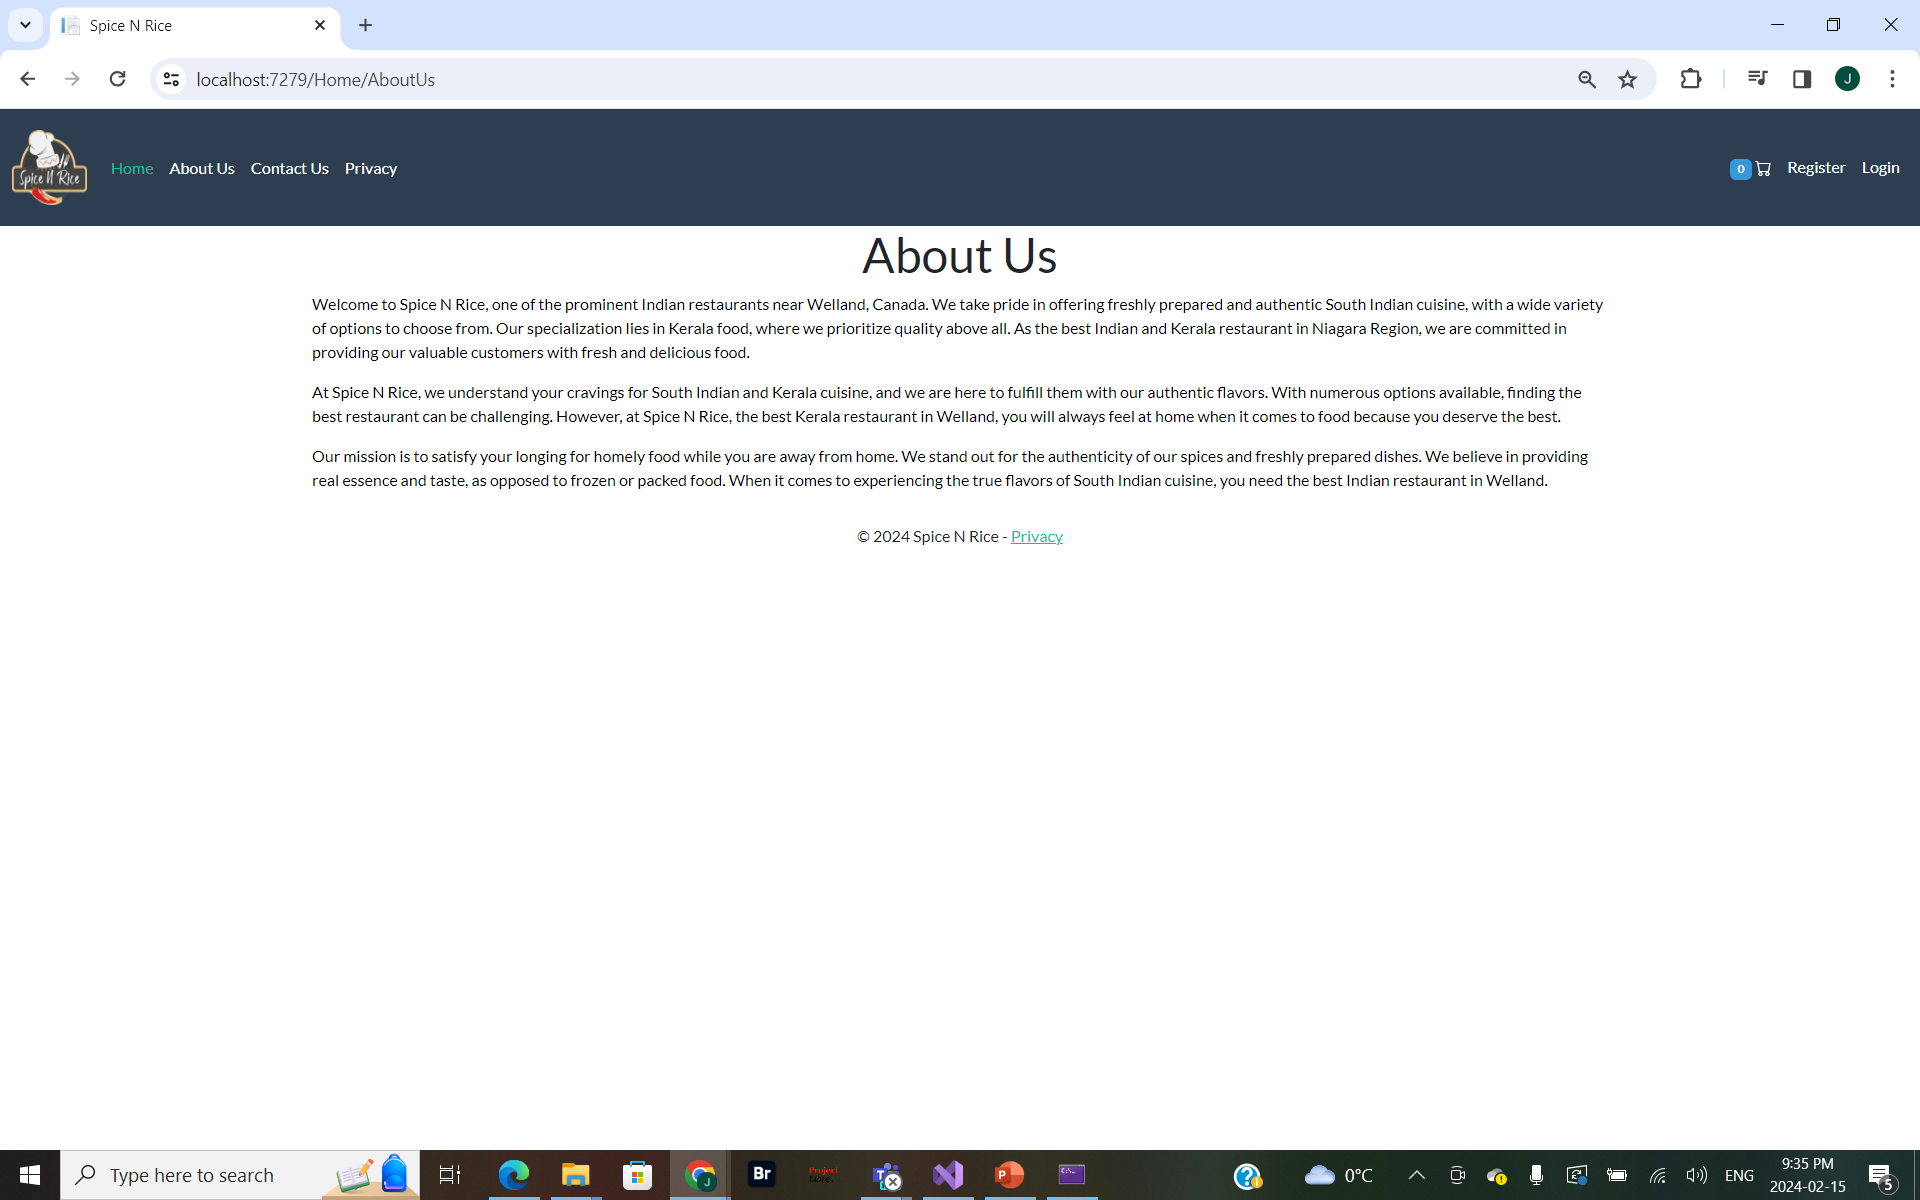 Spice N Rice
localhost:7279/Home/AboutUs
J
Spice N Rice
Home About Us Contact Us Privacy
0 Register Login
About Us
Welcome to Spice N Rice, one of the prominent Indian restaurants near Welland, Canada. We take pride in offering freshly prepared and authentic South Indian cuisine, with a wide variety
of options to choose from. Our specialization lies in Kerala food, where we prioritize quality above all. As the best Indian and Kerala restaurant in Niagara Region, we are committed in
providing our valuable customers with fresh and delicious food.
At Spice N Rice, we understand your cravings for South Indian and Kerala cuisine, and we are here to fulfill them with our authentic flavors. With numerous options available, finding the
best restaurant can be challenging. However, at Spice N Rice, the best Kerala restaurant in Welland, you will always feel at home when it comes to food because you deserve the best.
Our mission is to satisfy your longing for homely food while you are away from home. We stand out for the authenticity of our spices and freshly prepared dishes. We believe in providing
real essence and taste, as opposed to frozen or packed food. When it comes to experiencing the true flavors of South Indian cuisine, you need the best Indian restaurant in Welland.
© 2024 Spice N Rice - Privacy
Type here to search
J
Br
Project
Libre
T
P
C:\
0°C
ENG
9:35 PM
2024-02-15
5